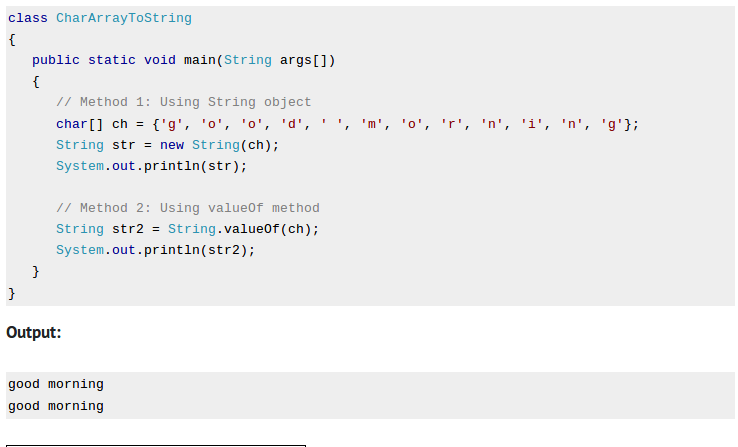 class CharArrayToString
{
   public static void main(String args[])
   {
      // Method 1: Using String object
      char[] ch = {'g', 'o', 'o', 'd', ' ', 'm', 'o', 'r', 'n', 'i', 'n', 'g'};
      String str = new String(ch);
      System.out.println(str);

      // Method 2: Using valueOf method
      String str2 = String.valueOf(ch);
      System.out.println(str2);
   }
}
Output:
good morning
good morning